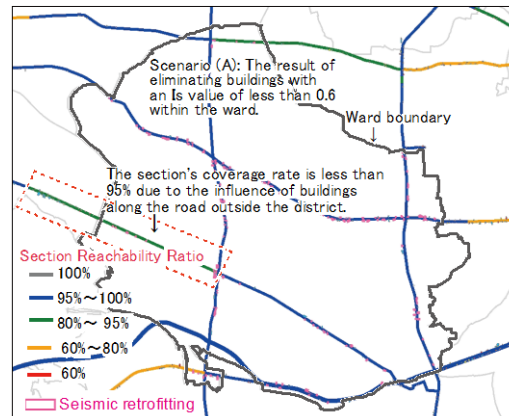 Scenario (A): The result of
eliminating buildings with
an Is value of less than 0.6
within the ward.
Ward boundary
The section's coverage rate is less than
95% due to the influence of buildings
along the road outside the district.
Section Reachability Ratio
100%
95%～100%
80%～ 95%
60%～80%
60%
Seismic retrofitting